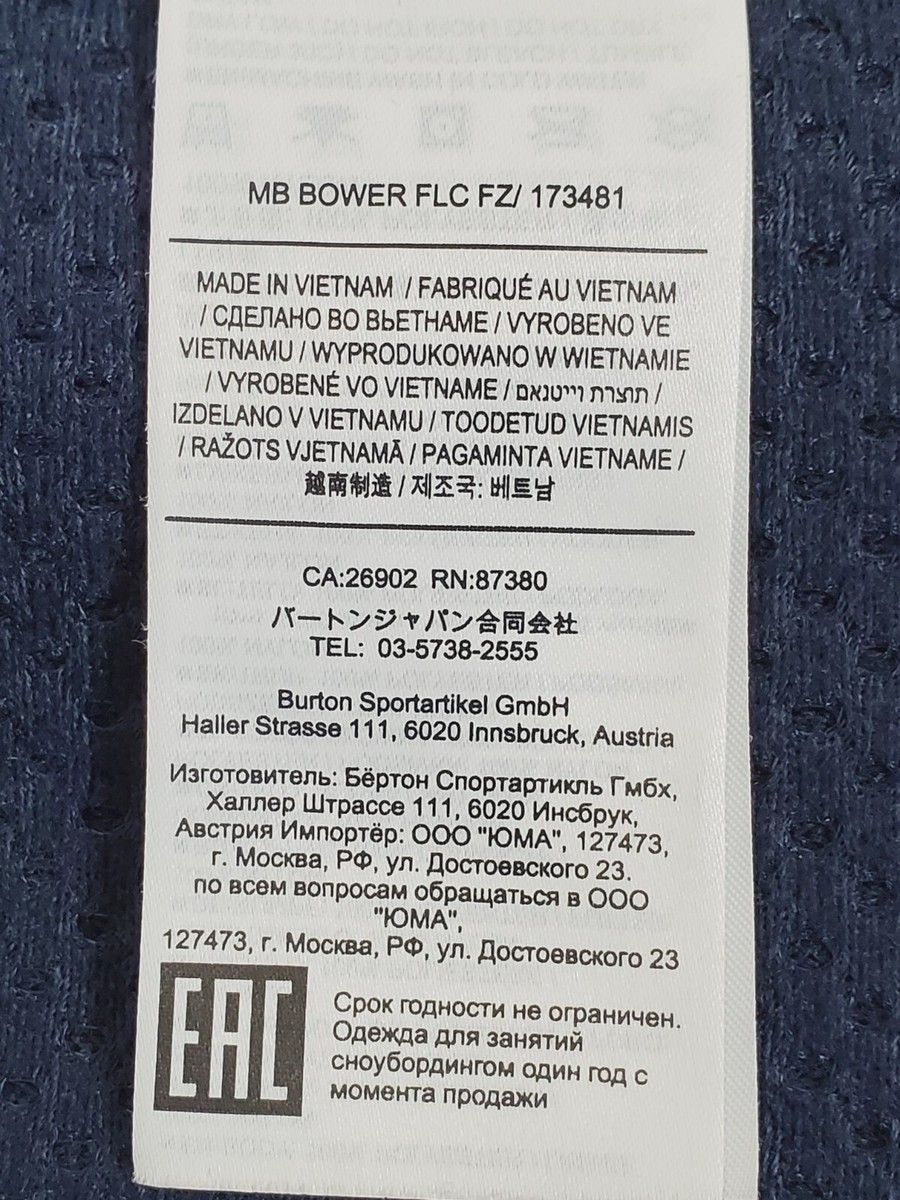 MB BOWER FLC FZ/ 173481
MADE IN VIETNAM / FABRIQUÉ AU VIETNAM
/ СДЕЛАНО ВО ВЬЕТНАМЕ / VYROBENO VE
VIETNAMU / WYPRODUKOWANO W WIETNAMIE
/ VYROBENÉ VO VIETNAME / תוצרת וייטנאם /
IZDELANO V VIETNAMU / TOODETUD VIETNAMIS
/ RAŽOTS VJETNAMĀ / PAGAMINTA VIETNAME /
越南制造 / 제조국: 베트남
CA:26902 RN:87380
バートンジャパン合同会社
TEL: 03-5738-2555
Burton Sportartikel GmbH
Haller Strasse 111, 6020 Innsbruck, Austria
Изготовитель: Бёртон Спортартикль Гмбх,
Халлер Штрассе 111, 6020 Инсбрук,
Австрия Импортёр: ООО "ЮМА", 127473,
г. Москва, РФ, ул. Достоевского 23.
по всем вопросам обращаться в ООО
"ЮМА",
127473, г. Москва, РФ, ул. Достоевского 23
EAC
Срок годности не ограничен.
Одежда для занятий
сноубордингом один год с
момента продажи